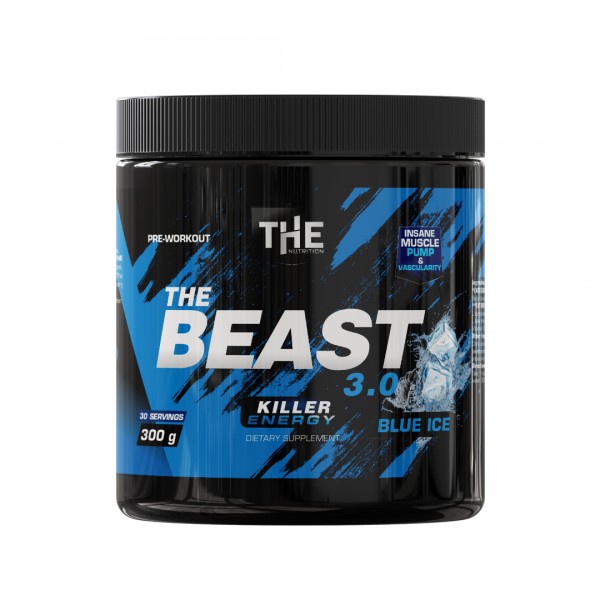 THE
NUTRITION
PRE-WORKOUT
INSANE
MUSCLE
PUMP
&
VASCULARITY
THE
BEAST
3.0
KILLER
ENERGY
DIETARY SUPPLEMENT
BLUE ICE
30 SERVINGS
300 g